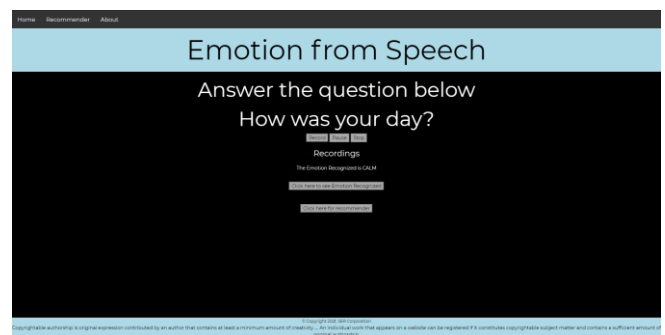 Home Recommender About
Emotion from Speech
Answer the question below
How was your day?
Record Pause Stop
Recordings
The Emotion Recognized is CALM
Click here to see Emotion Recognized
Click here for recommender
© Copyright 2021, SER Corporation
Copyrightable authorship is original expression contributed by an author that contains at least a minimum amount of creativity. ... An individual work that appears on a website can be registered if it constitutes copyrightable subject matter and contains a sufficient amount of
original authorship.